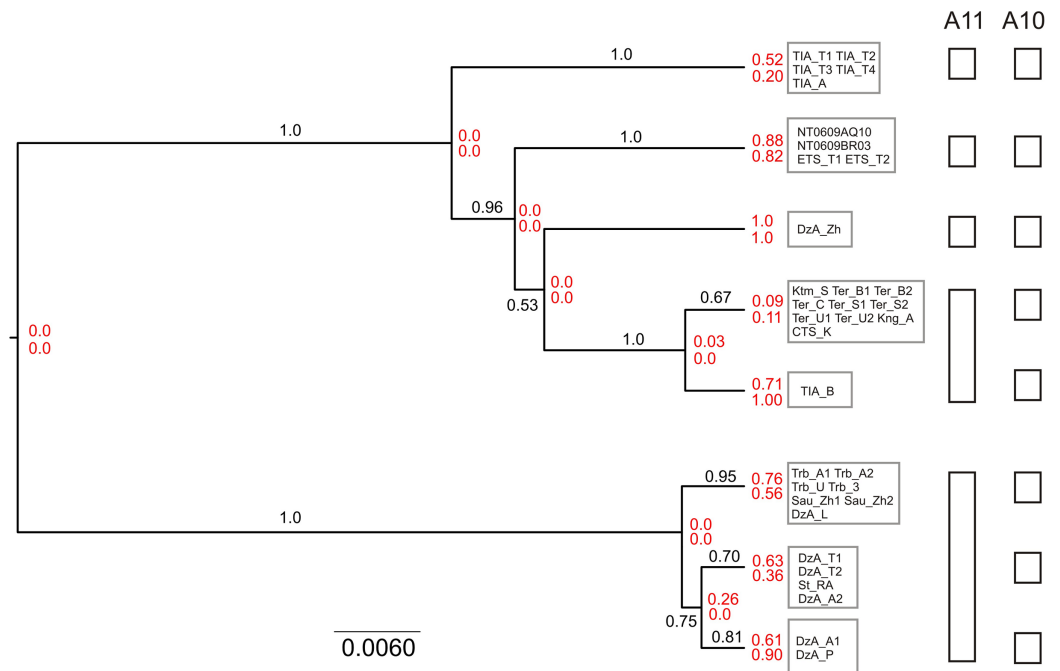 A11 A10
1.0
0.52
0.20
TIA_T1 TIA_T2
TIA_T3 TIA_T4
TIA_A
1.0
0.0
0.0
1.0
0.88
0.82
NT0609AQ10
NT0609BR03
ETS_T1 ETS_T2
0.96
0.0
0.0
1.0
1.0
DzA_Zh
0.53
0.0
0.0
0.67
0.09
0.11
Ktm_S Ter_B1 Ter_B2
Ter_C Ter_S1 Ter_S2
Ter_U1 Ter_U2 Kng_A
CTS_K
1.0
0.03
0.0
0.71
1.00
TIA_B
0.0
0.0
0.95
0.76
0.56
Trb_A1 Trb_A2
Trb_U Trb_3
Sau_Zh1 Sau_Zh2
DzA_L
1.0
0.0
0.0
0.70
0.63
0.36
DzA_T1
DzA_T2
St_RA
DzA_A2
0.75
0.26
0.0
0.81
0.61
0.90
DzA_A1
DzA_P
0.0060